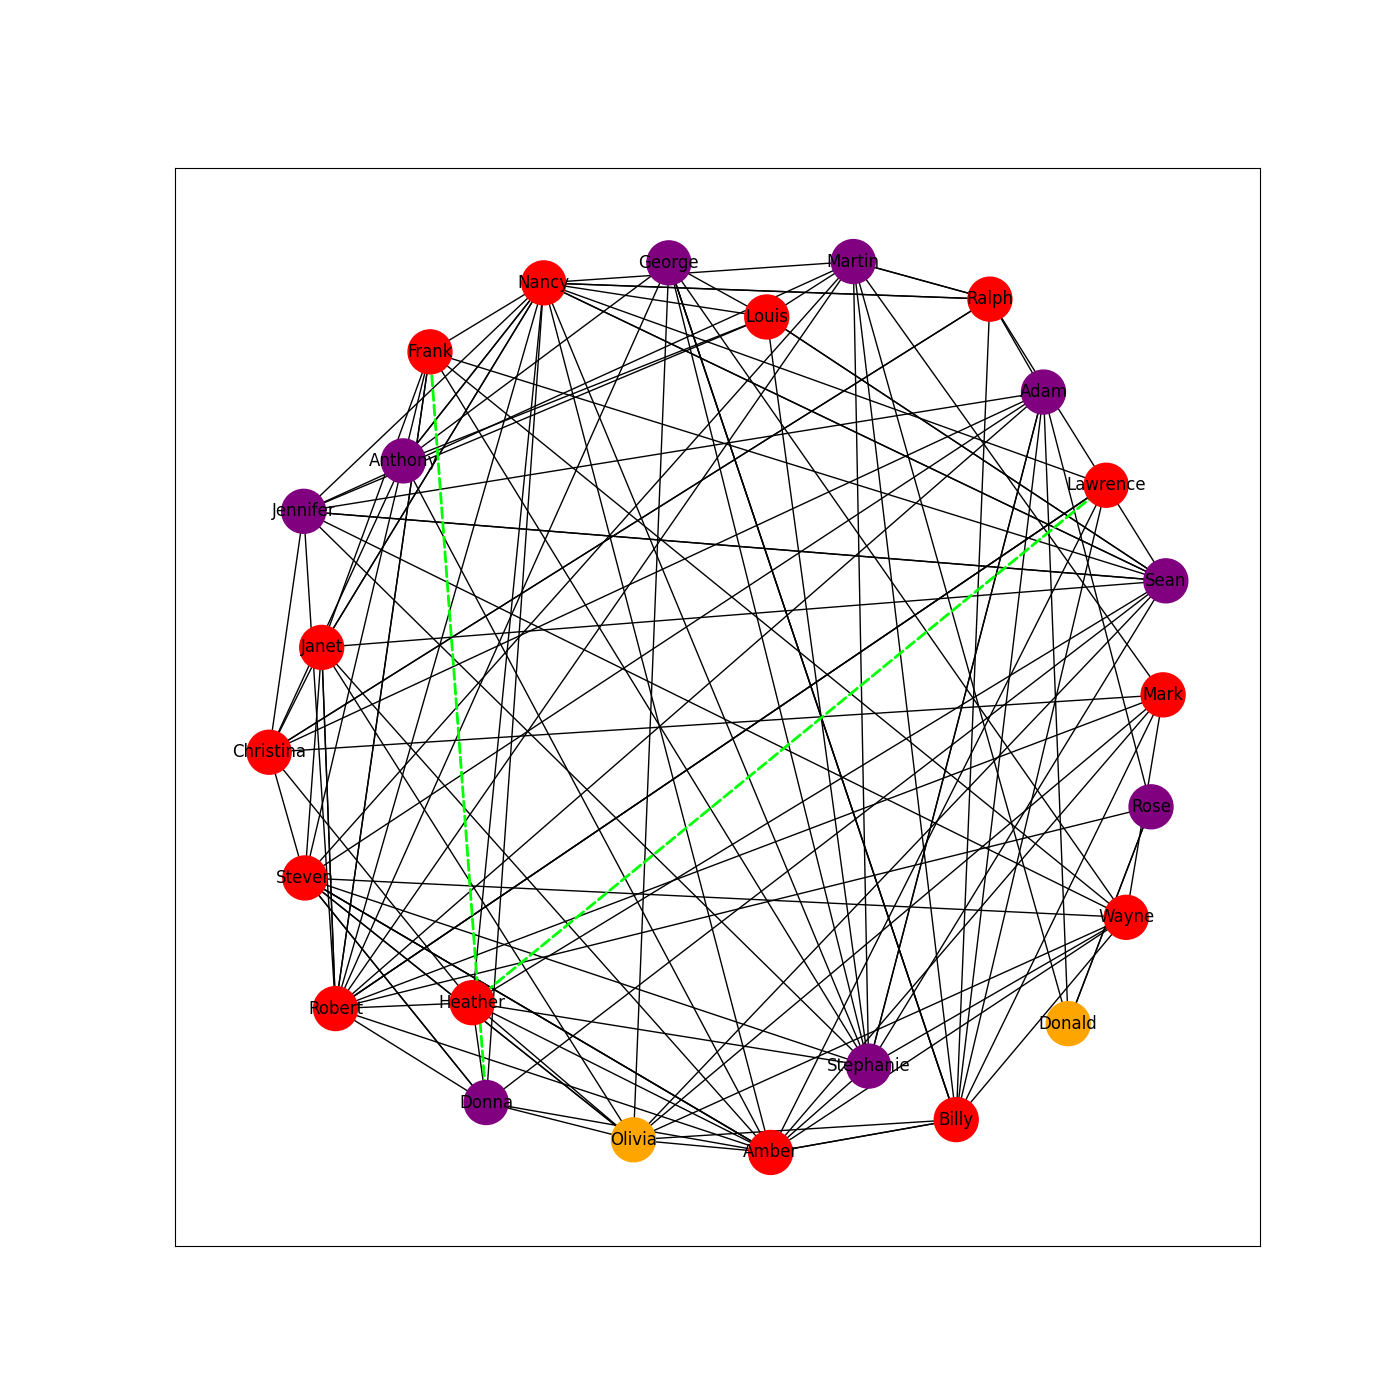 George
Martin
Nancy
Ralph
Louis
Frank
Adam
Anthony
Lawrence
Jennifer
Sean
Janet
Mark
Christina
Rose
Steven
Wayne
Heather
Robert
Donald
Stephanie
Donna
Billy
Olivia
Amber